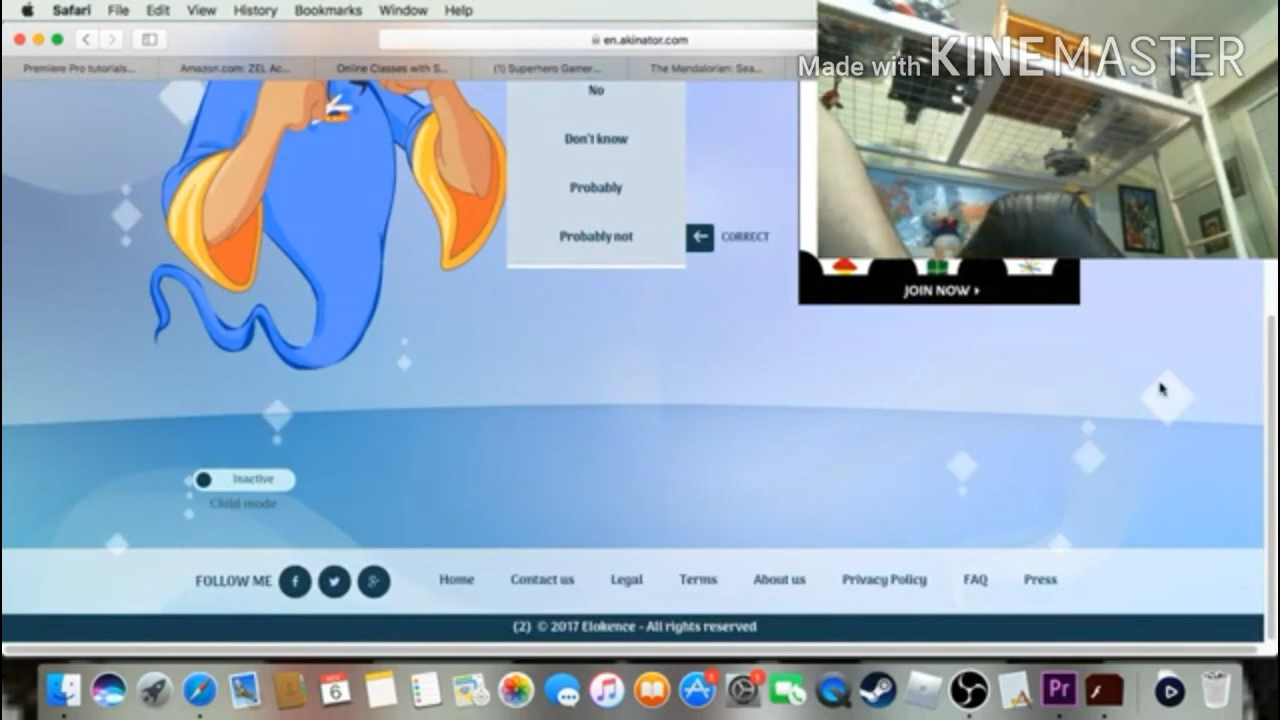 Safari File Edit View History Bookmarks Window Help
en.akinator.com
Premiere Pro tutorials... Amazon.com: ZEL Ac... Online Classes with S... (1) Superhero Gamer... The Mandalorian: Sea...
Made with KINEMASTER
No
Don't know
Probably
Probably not
CORRECT
JOIN NOW
Inactive
Child mode
FOLLOW ME Home Contact us Legal Terms About us Privacy Policy FAQ Press
(2) © 2017 Elokence - All rights reserved
6
Pr